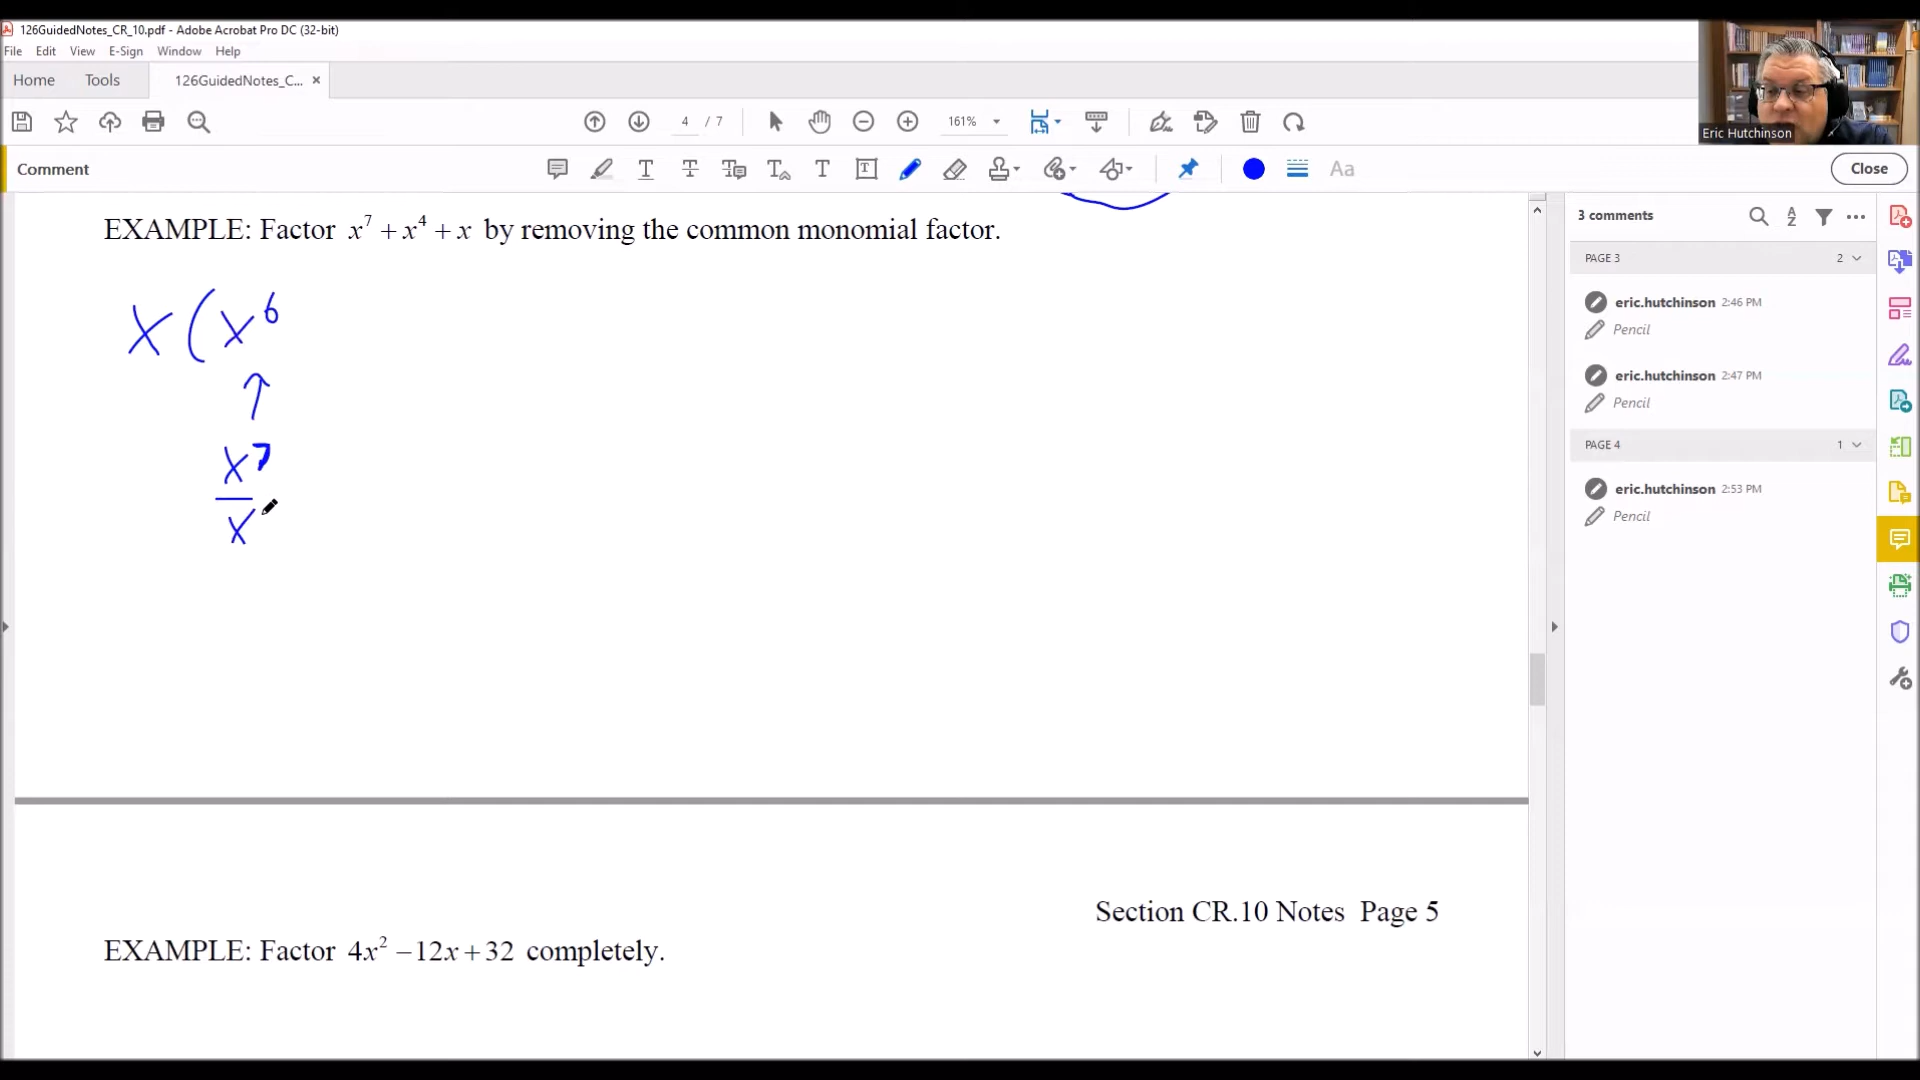 126GuidedNotes_CR_10.pdf - Adobe Acrobat Pro DC (32-bit)
File Edit View E-Sign Window Help
Home Tools 126GuidedNotes_C... ×
4 / 7 161%
Eric Hutchinson
Comment Close
EXAMPLE: Factor x⁷ + x⁴ + x by removing the common monomial factor.
x ( x⁶
↑
x⁷
x
Section CR.10 Notes Page 5
EXAMPLE: Factor 4x² − 12x + 32 completely.
3 comments
PAGE 3 2
eric.hutchinson 2:46 PM
Pencil
eric.hutchinson 2:47 PM
Pencil
PAGE 4 1
eric.hutchinson 2:53 PM
Pencil